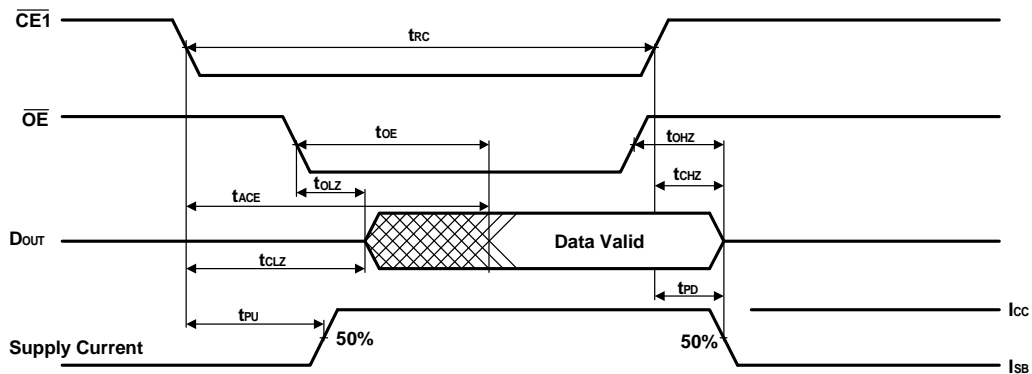 CE1
tRC
OE
tOE
tOHZ
tOLZ
tCHZ
tACE
DOUT
Data Valid
tCLZ
tPD
tPU
ICC
50%
50%
Supply Current
ISB